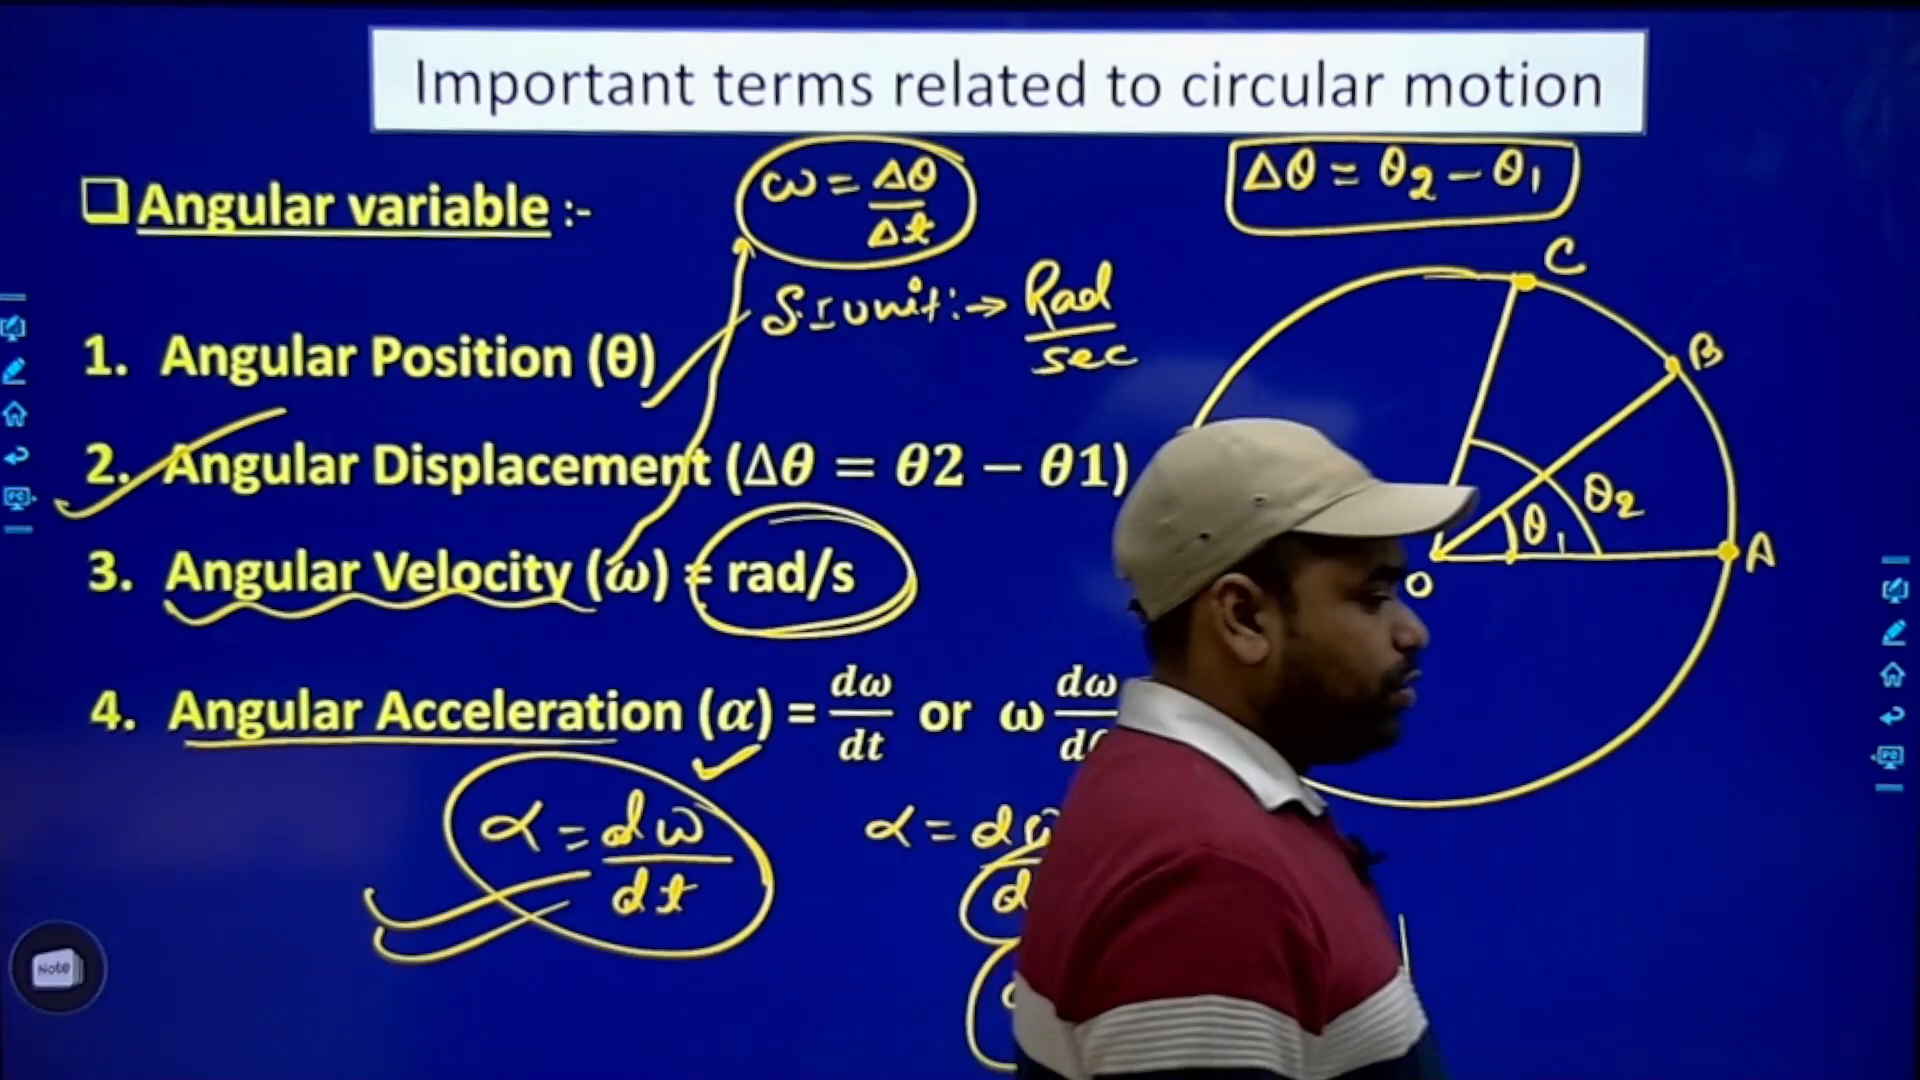 Important terms related to circular motion
ω = Δθ/Δt
Δθ = θ2 − θ1
Angular variable :-
S.I unit :→ Rad/sec
C
B
1. Angular Position (θ)
2. Angular Displacement (Δθ = θ2 − θ1)
θ2
θ1
A
O
3. Angular Velocity (ω) = rad/s
4. Angular Acceleration (α) = dω/dt or ω dω
α = dω/dt
α = dω
Note